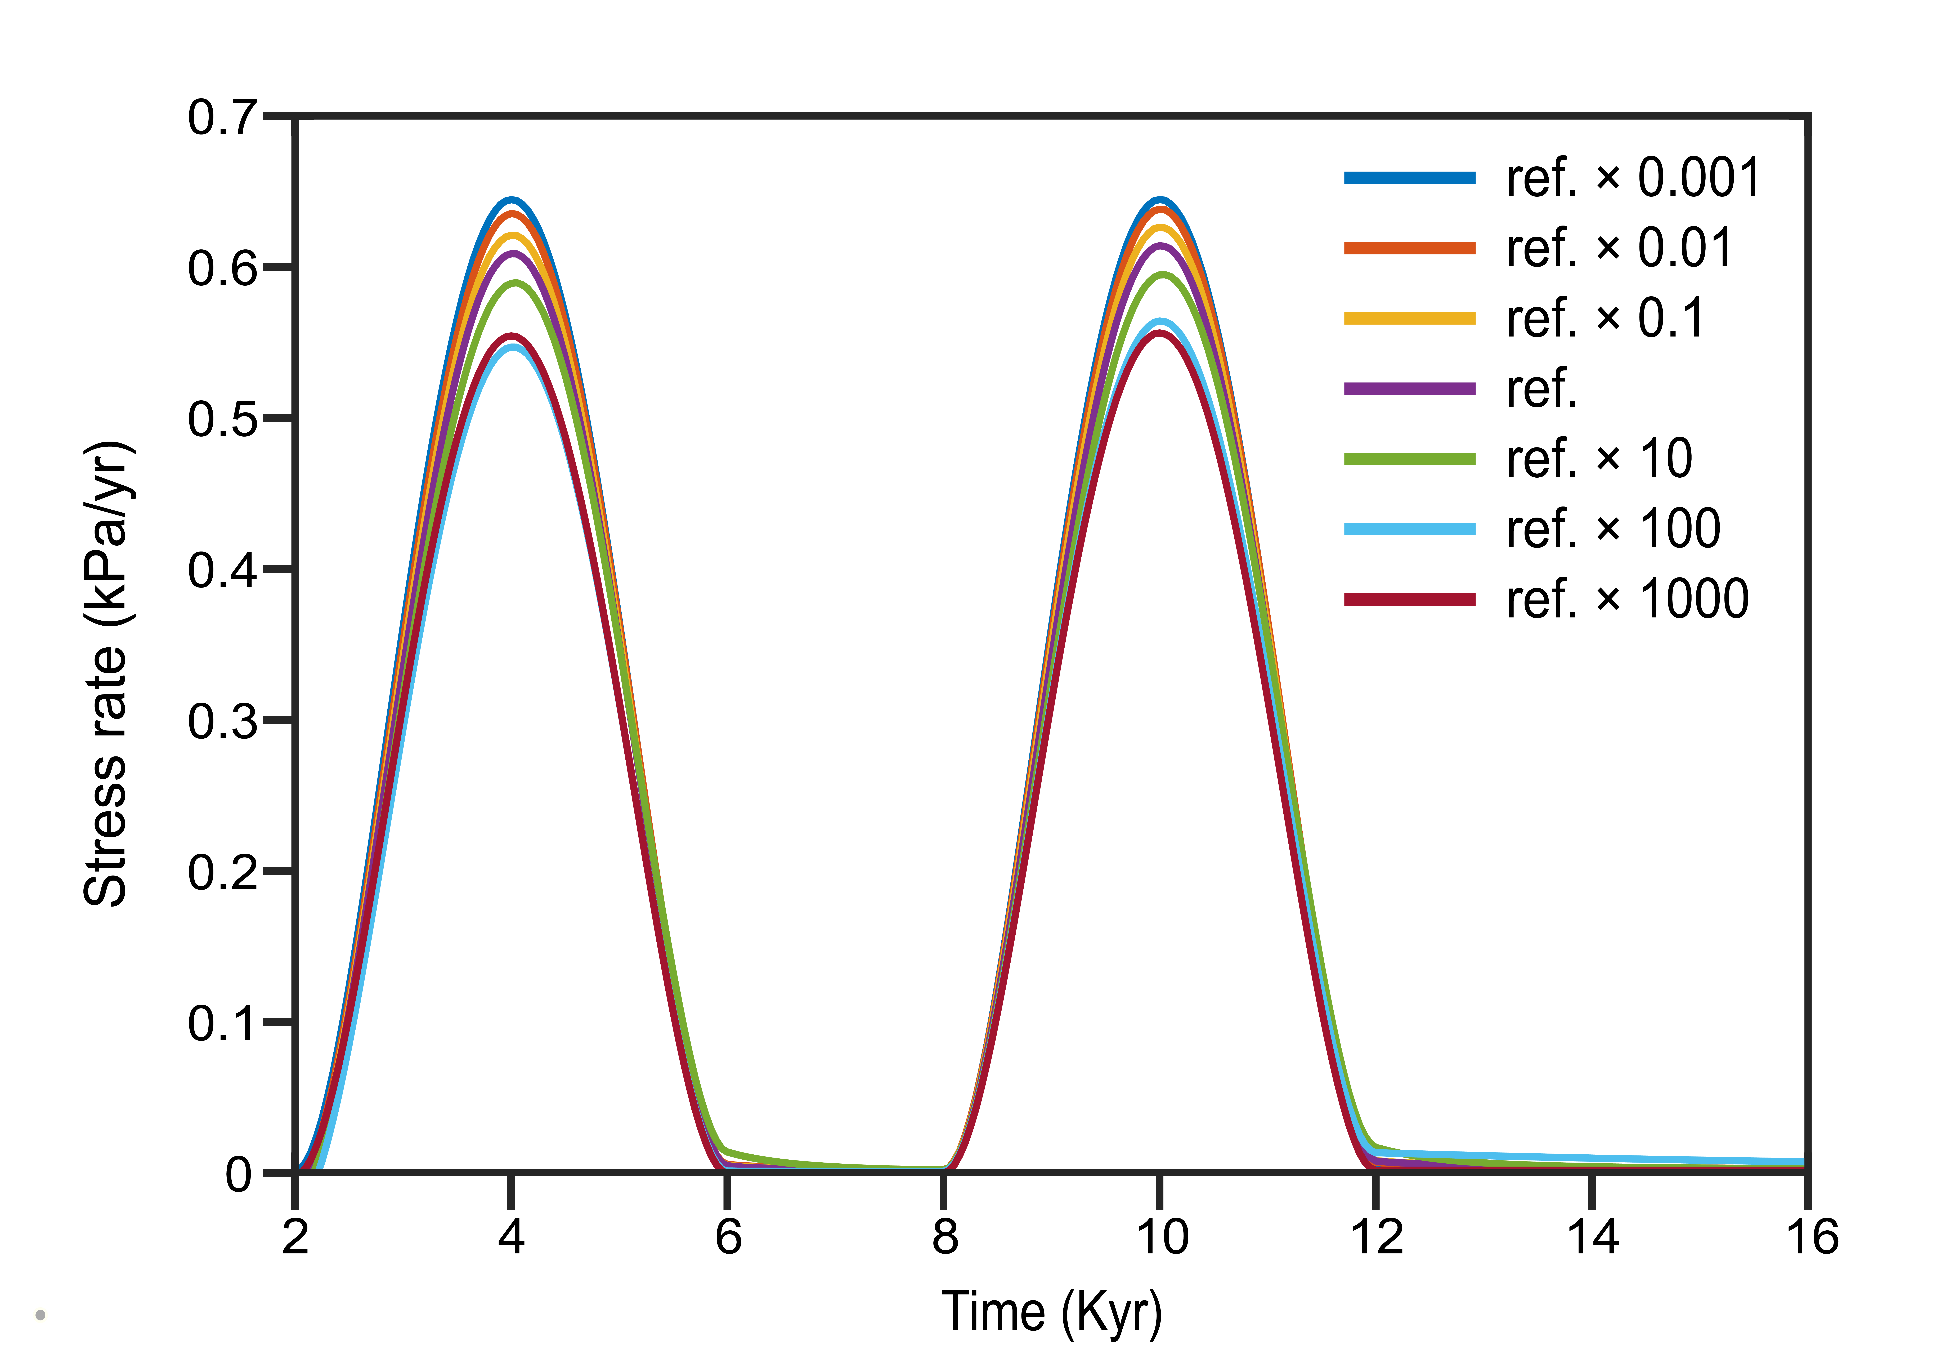 0.7
0.6
0.5
0.4
0.3
0.2
0.1
0
Stress rate (kPa/yr)
ref. × 0.001
ref. × 0.01
ref. × 0.1
ref.
ref. × 10
ref. × 100
ref. × 1000
2 4 6 8 10 12 14 16
Time (Kyr)